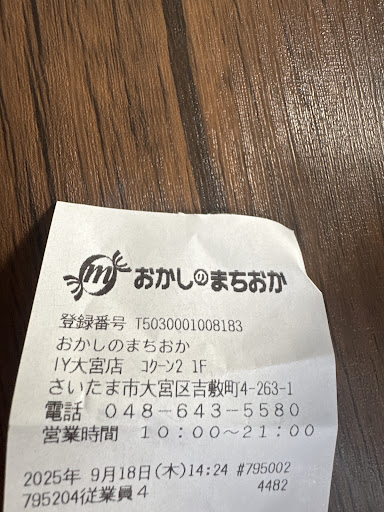 m おかしのまちおか
登録番号 T5030001008183
おかしのまちおか
IY大宮店 コクーン2 1F
さいたま市大宮区吉敷町4-263-1
電話 048-643-5580
営業時間 10:00〜21:00
2025年 9月18日(木)14:24 #795002
795204従業員4 4482